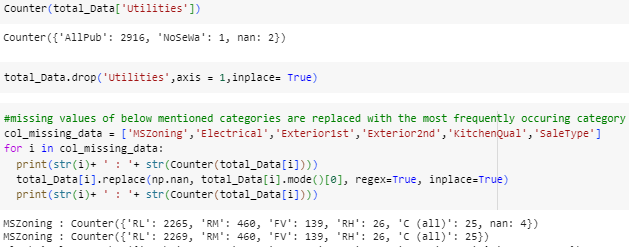 Counter(total_Data['Utilities'])
Counter({'AllPub': 2916, 'NoSeWa': 1, nan: 2})
total_Data.drop('Utilities',axis = 1,inplace= True)
#missing values of below mentioned categories are replaced with the most frequently occuring category
col_missing_data = ['MSZoning','Electrical','Exterior1st','Exterior2nd','KitchenQual','SaleType']
for i in col_missing_data:
  print(str(i)+ ' : '+ str(Counter(total_Data[i])))
  total_Data[i].replace(np.nan, total_Data[i].mode()[0], regex=True, inplace=True)
  print(str(i)+ ' : '+ str(Counter(total_Data[i])))
MSZoning : Counter({'RL': 2265, 'RM': 460, 'FV': 139, 'RH': 26, 'C (all)': 25, nan: 4})
MSZoning : Counter({'RL': 2269, 'RM': 460, 'FV': 139, 'RH': 26, 'C (all)': 25})